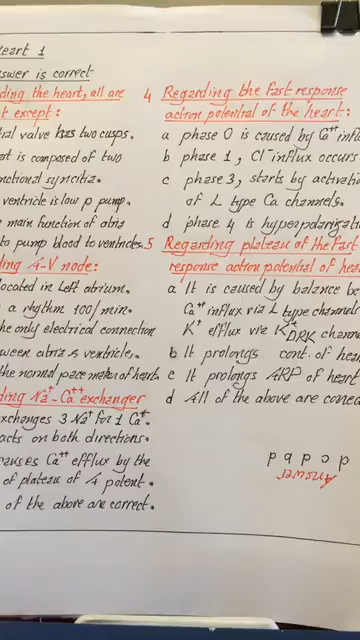 eart 1
swer is correct
ding the heart, all are
t except:
ral valve has two cusps.
rt is composed of two
nctional syncitia.
ventricle is low p pump.
main function of atria
to pump blood to ventricles.
ding A-V node:
ocated in Left atrium.
a rhythm 100/min.
the only electrical connection
ween atria & ventricle.
the normal pace maker of heart.
ding Na+-Ca++ exchanger
exchanges 3 Na+ for 1 Ca++.
acts on both directions.
auses Ca++ efflux by the
of plateau of A potent.
of the above are correct.
4 Regarding the fast response
action potential of the heart:
a phase 0 is caused by Ca++ infl
b phase 1, Cl- influx occurs
c phase 3, starts by activati
of L type Ca channels.
d phase 4 is hyperpolarizati
5 Regarding plateau of the fast
response action potential of hear
a It is caused by balance be
Ca++ influx via L type channels
K+ efflux via K+DRK channe
b It prolongs cont. of hear
c It prolongs ARP of heart
d All of the above are correc
Answer
d c d b d